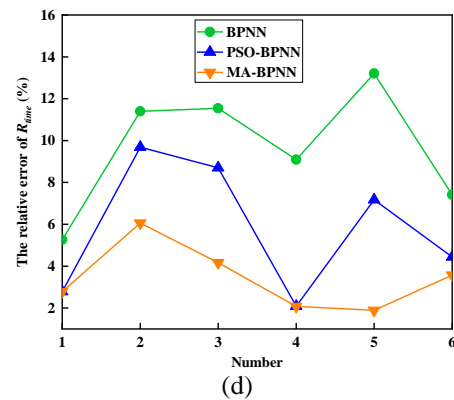 16
14
12
10
8
6
4
2
The relative error of R_time (%)
BPNN
PSO-BPNN
MA-BPNN
1 2 3 4 5 6
Number
(d)